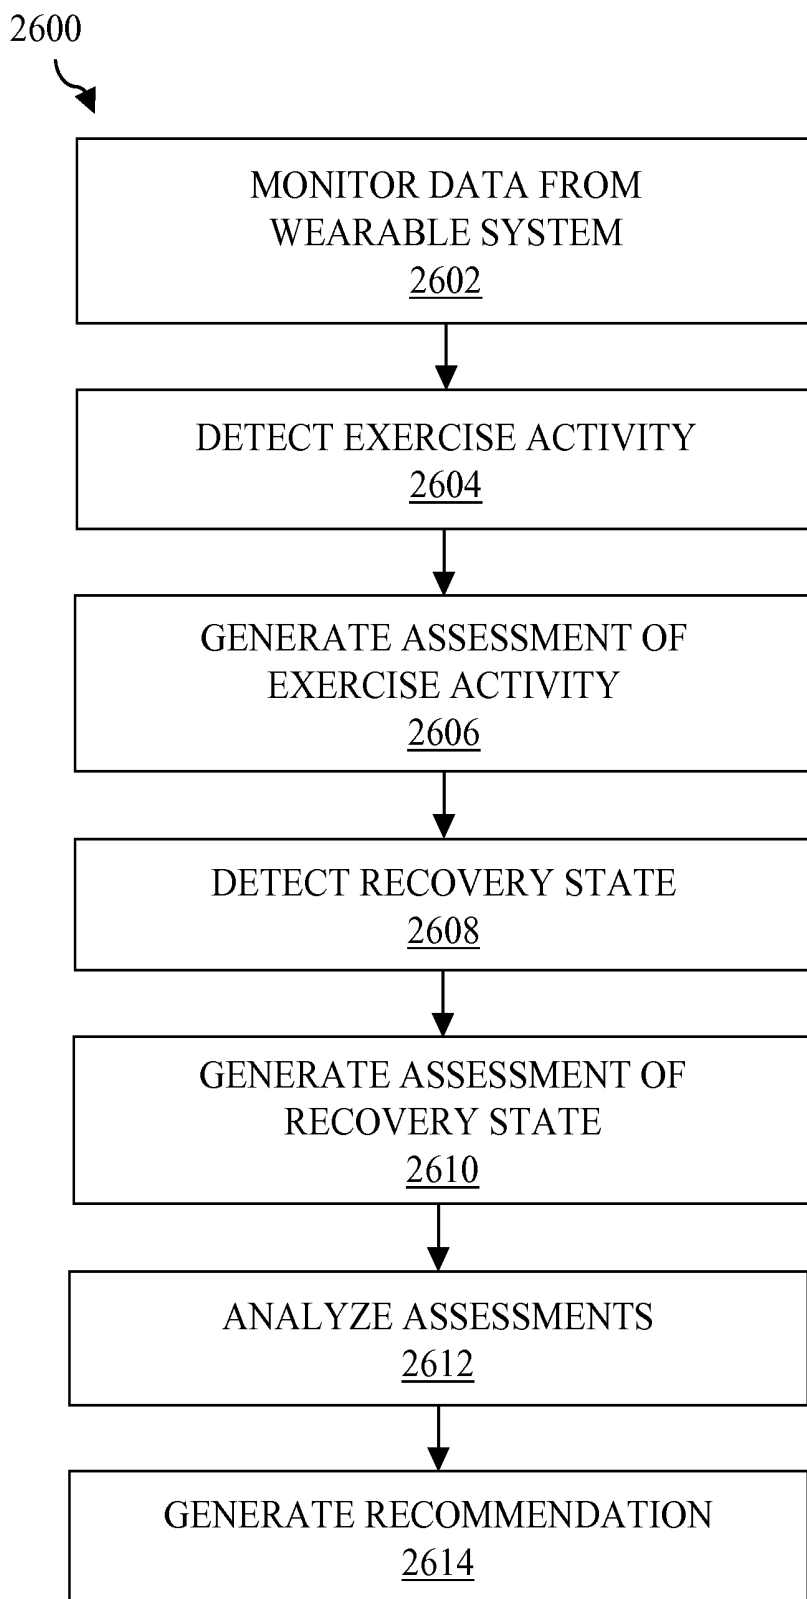 2600
MONITOR DATA FROM
WEARABLE SYSTEM
2602
DETECT EXERCISE ACTIVITY
2604
GENERATE ASSESSMENT OF
EXERCISE ACTIVITY
2606
DETECT RECOVERY STATE
2608
GENERATE ASSESSMENT OF
RECOVERY STATE
2610
ANALYZE ASSESSMENTS
2612
GENERATE RECOMMENDATION
2614